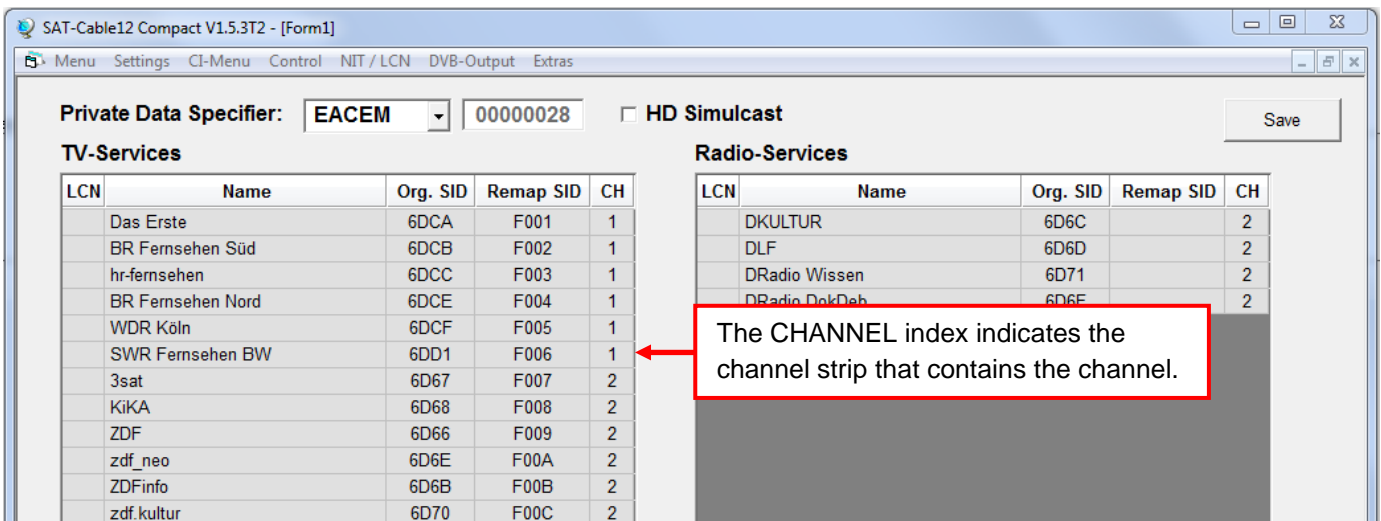 SAT-Cable12 Compact V1.5.3T2 - [Form1]
Menu Settings CI-Menu Control NIT / LCN DVB-Output Extras
Private Data Specifier: EACEM 00000028 HD Simulcast Save
TV-Services
LCN Name Org. SID Remap SID CH
Das Erste 6DCA F001 1
BR Fernsehen Süd 6DCB F002 1
hr-fernsehen 6DCC F003 1
BR Fernsehen Nord 6DCE F004 1
WDR Köln 6DCF F005 1
SWR Fernsehen BW 6DD1 F006 1
3sat 6D67 F007 2
KiKA 6D68 F008 2
ZDF 6D66 F009 2
zdf_neo 6D6E F00A 2
ZDFinfo 6D6B F00B 2
zdf.kultur 6D70 F00C 2
Radio-Services
LCN Name Org. SID Remap SID CH
DKULTUR 6D6C 2
DLF 6D6D 2
DRadio Wissen 6D71 2
DRadio DokDeb 2
The CHANNEL index indicates the
channel strip that contains the channel.